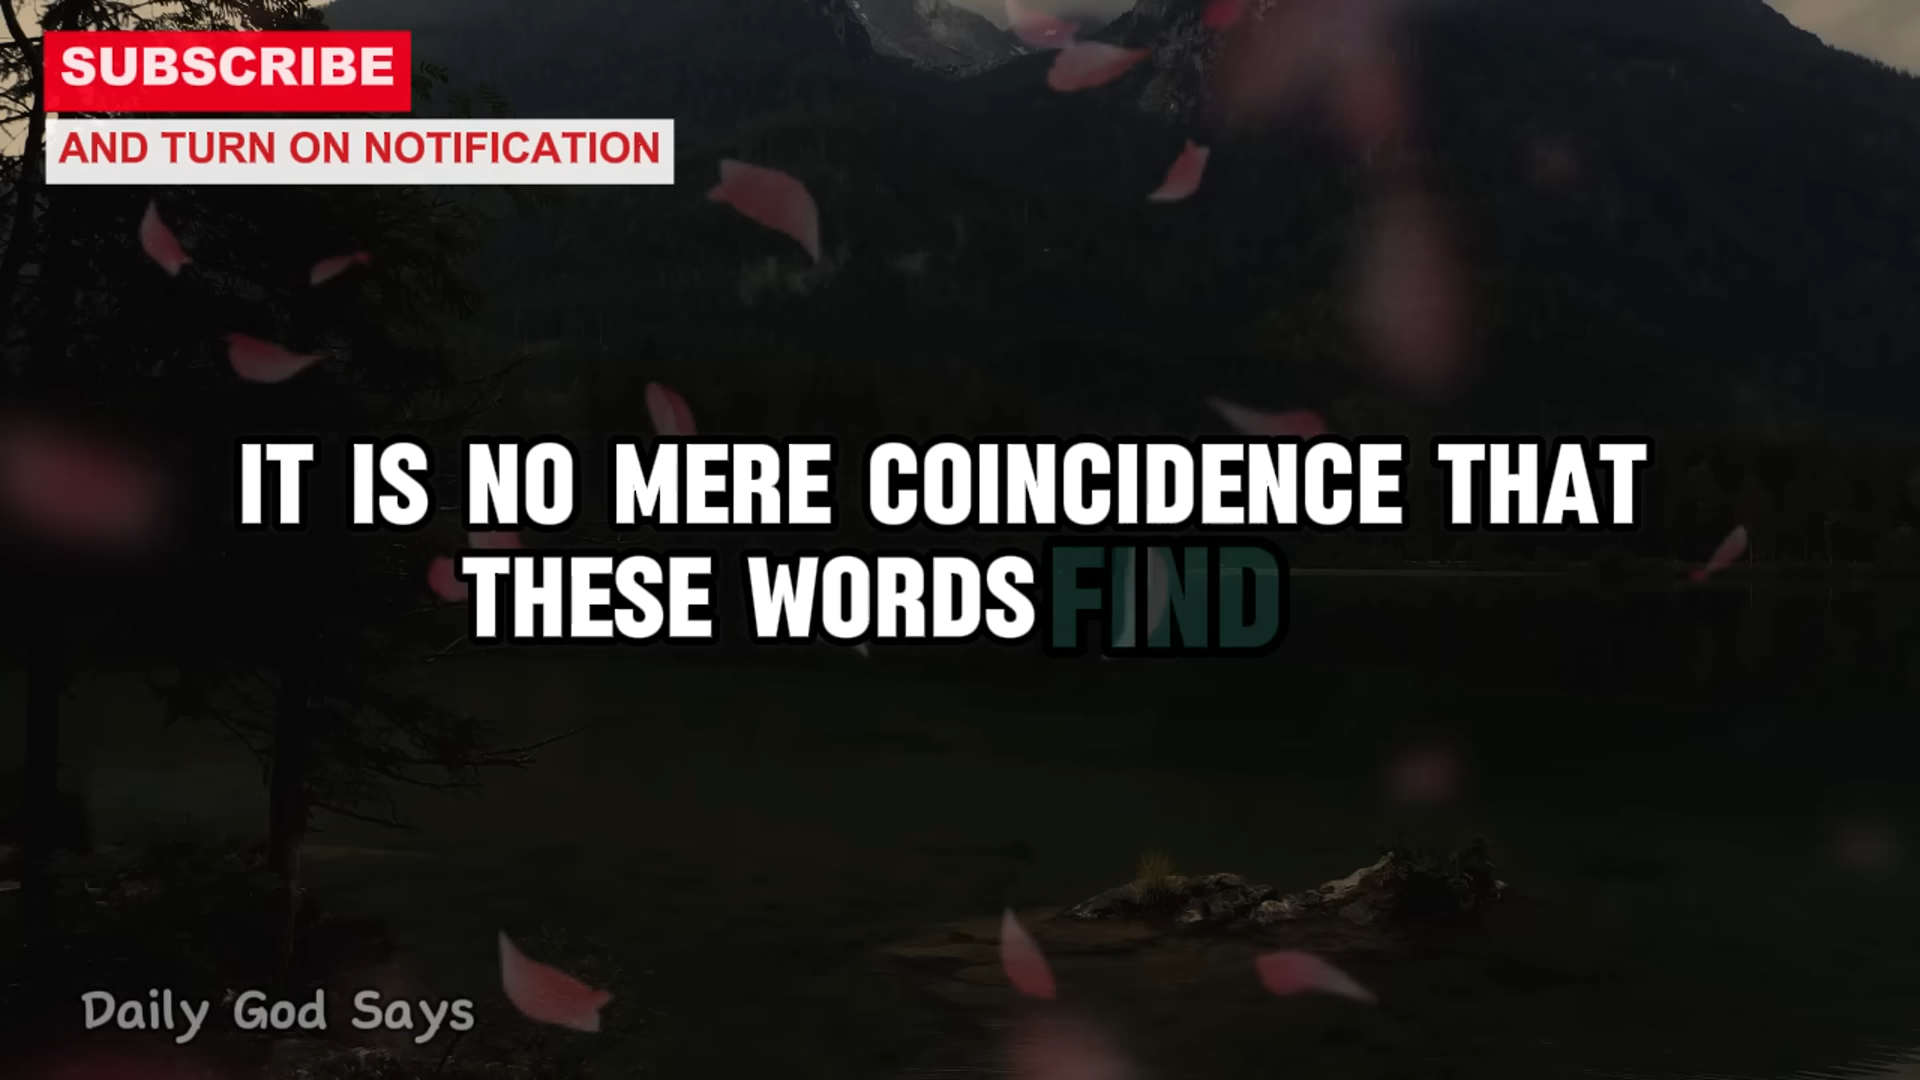 SUBSCRIBE
AND TURN ON NOTIFICATION
IT IS NO MERE COINCIDENCE THAT
THESE WORDS FIND
Daily God Says